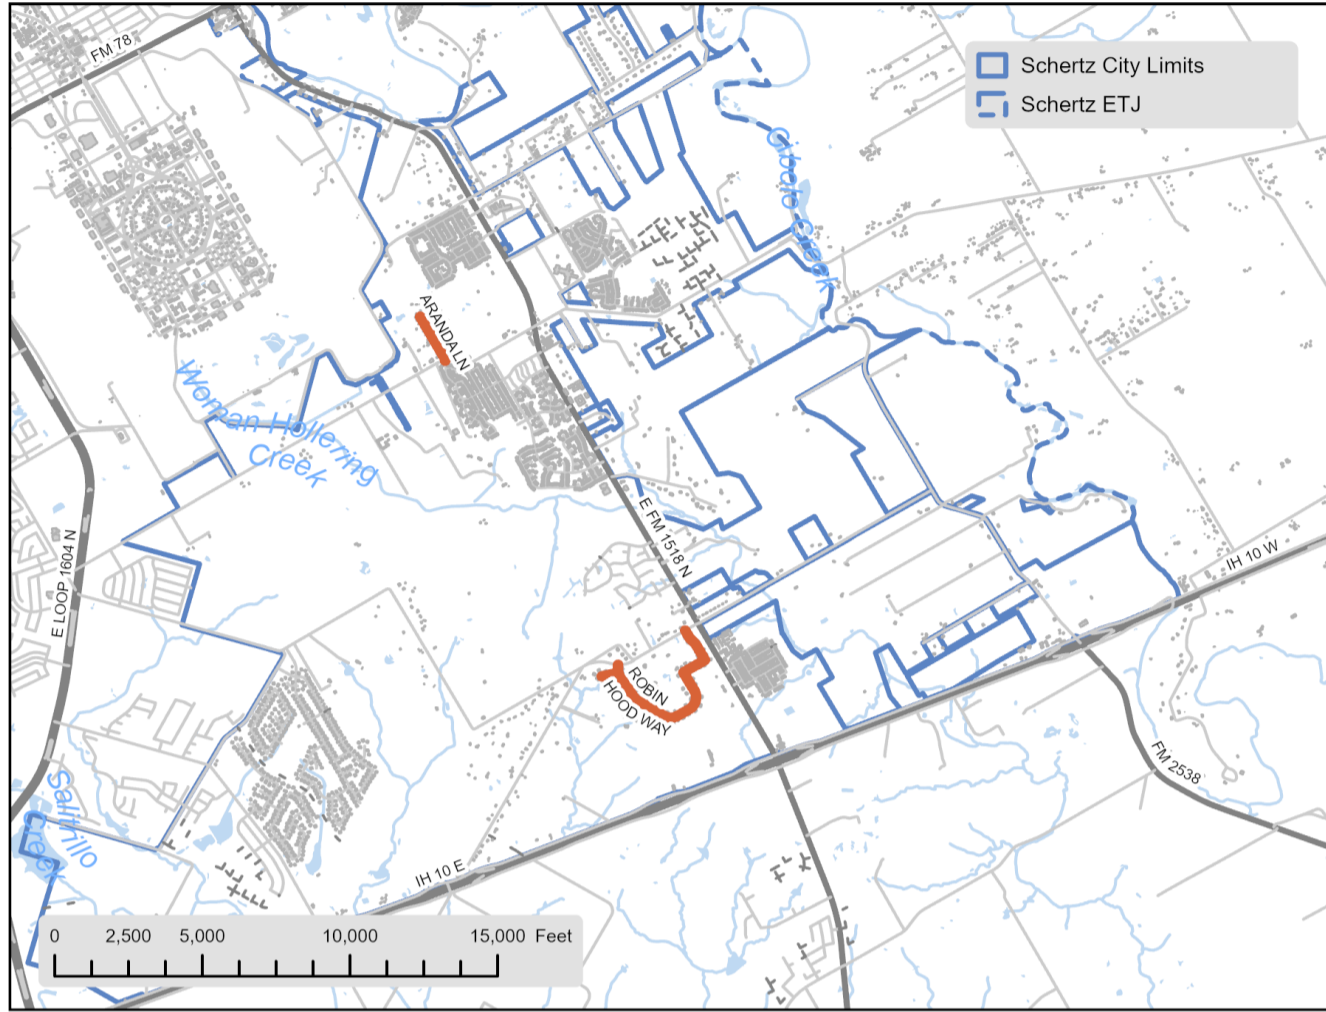 FM 78
Schertz City Limits
Schertz ETJ
Cibolo Creek
ARANDA LN
Woman Hollering
Creek
E FM 1518 N
E LOOP 1604 N
IH 10 W
ROBIN
HOOD WAY
FM 2538
Salitrillo
Creek
IH 10 E
0 2,500 5,000 10,000 15,000 Feet